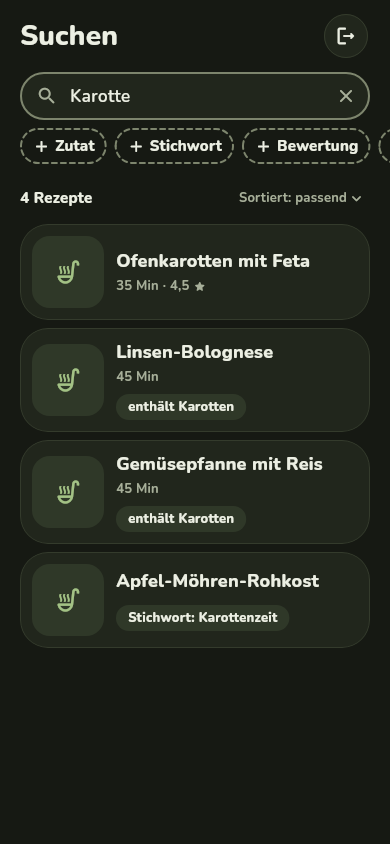 Suchen
Karotte
+ Zutat + Stichwort + Bewertung
4 Rezepte Sortiert: passend
Ofenkarotten mit Feta
35 Min · 4,5 ★
Linsen-Bolognese
45 Min
enthält Karotten
Gemüsepfanne mit Reis
45 Min
enthält Karotten
Apfel-Möhren-Rohkost
Stichwort: Karottenzeit